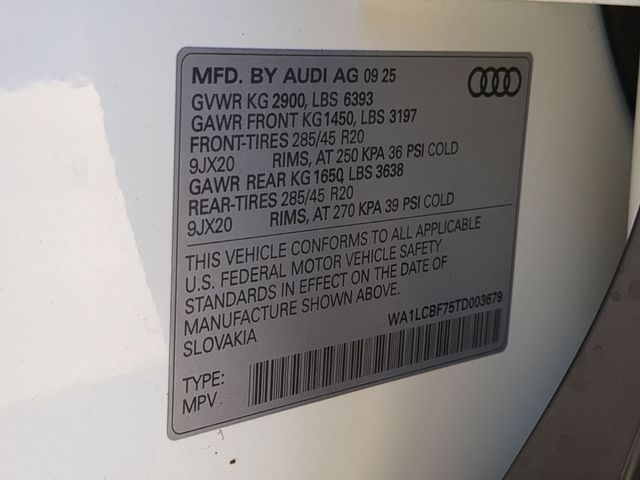 MFD. BY AUDI AG 09 25
GVWR KG 2900, LBS 6393
GAWR FRONT KG 1450, LBS 3197
FRONT-TIRES 285/45 R20
9JX20 RIMS, AT 250 KPA 36 PSI COLD
GAWR REAR KG 1650, LBS 3638
REAR-TIRES 285/45 R20
9JX20 RIMS, AT 270 KPA 39 PSI COLD
THIS VEHICLE CONFORMS TO ALL APPLICABLE
U.S. FEDERAL MOTOR VEHICLE SAFETY
STANDARDS IN EFFECT ON THE DATE OF
MANUFACTURE SHOWN ABOVE.
SLOVAKIA
WA1LCBF75TD003679
TYPE:
MPV